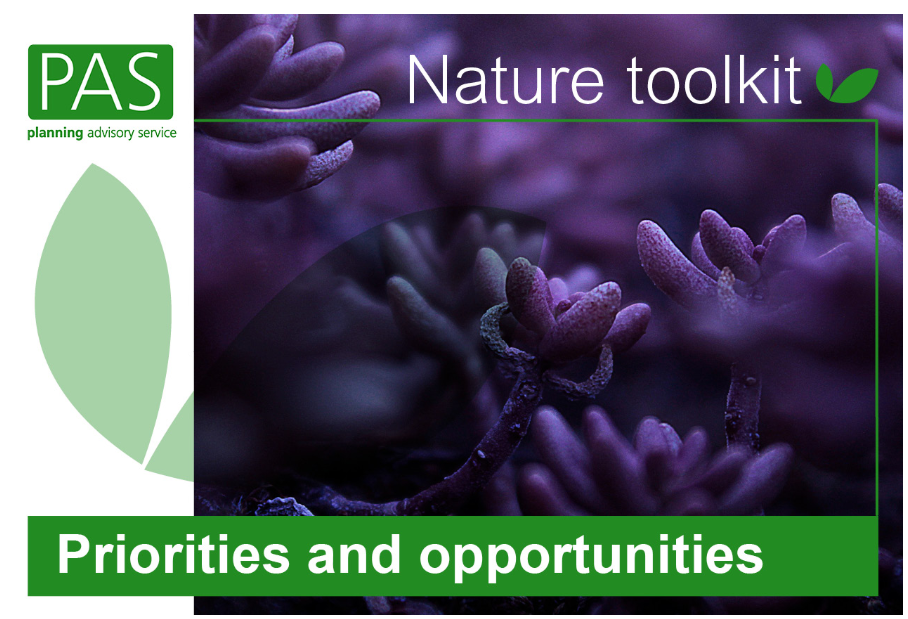 PAS
planning advisory service
Nature toolkit
Priorities and opportunities